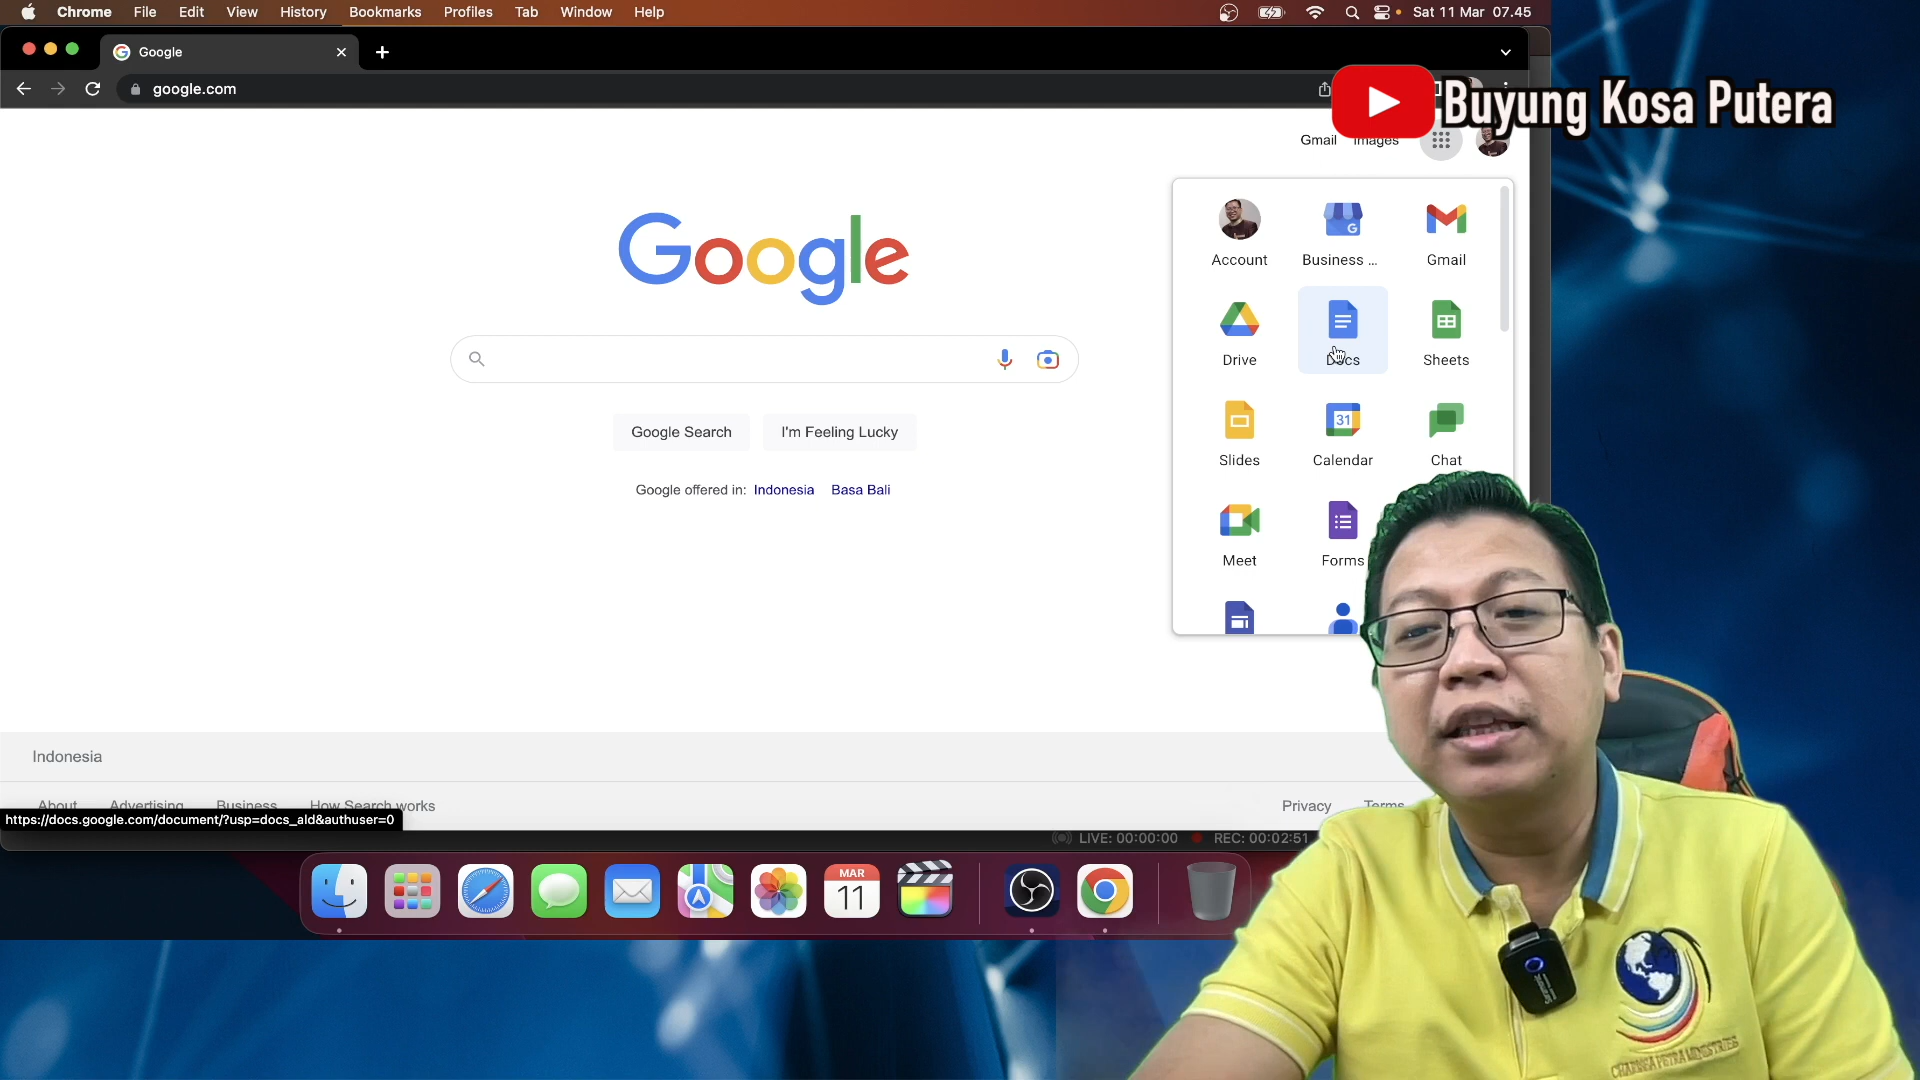 Chrome File Edit View History Bookmarks Profiles Tab Window Help Sat 11 Mar 07.45
Google
google.com
Buyung Kosa Putera
Gmail Images
Google
Account Business ... Gmail
Drive Docs Sheets
Slides 31 Calendar Chat
Meet Forms
Google Search I'm Feeling Lucky
Google offered in: Indonesia Basa Bali
Indonesia
About Advertising Business How Search works Privacy Terms
https://docs.google.com/document/?usp=docs_ald&authuser=0
LIVE: 00:00:00 REC: 00:02:51
MAR
11
CHARISSA PETRA MINISTRIES